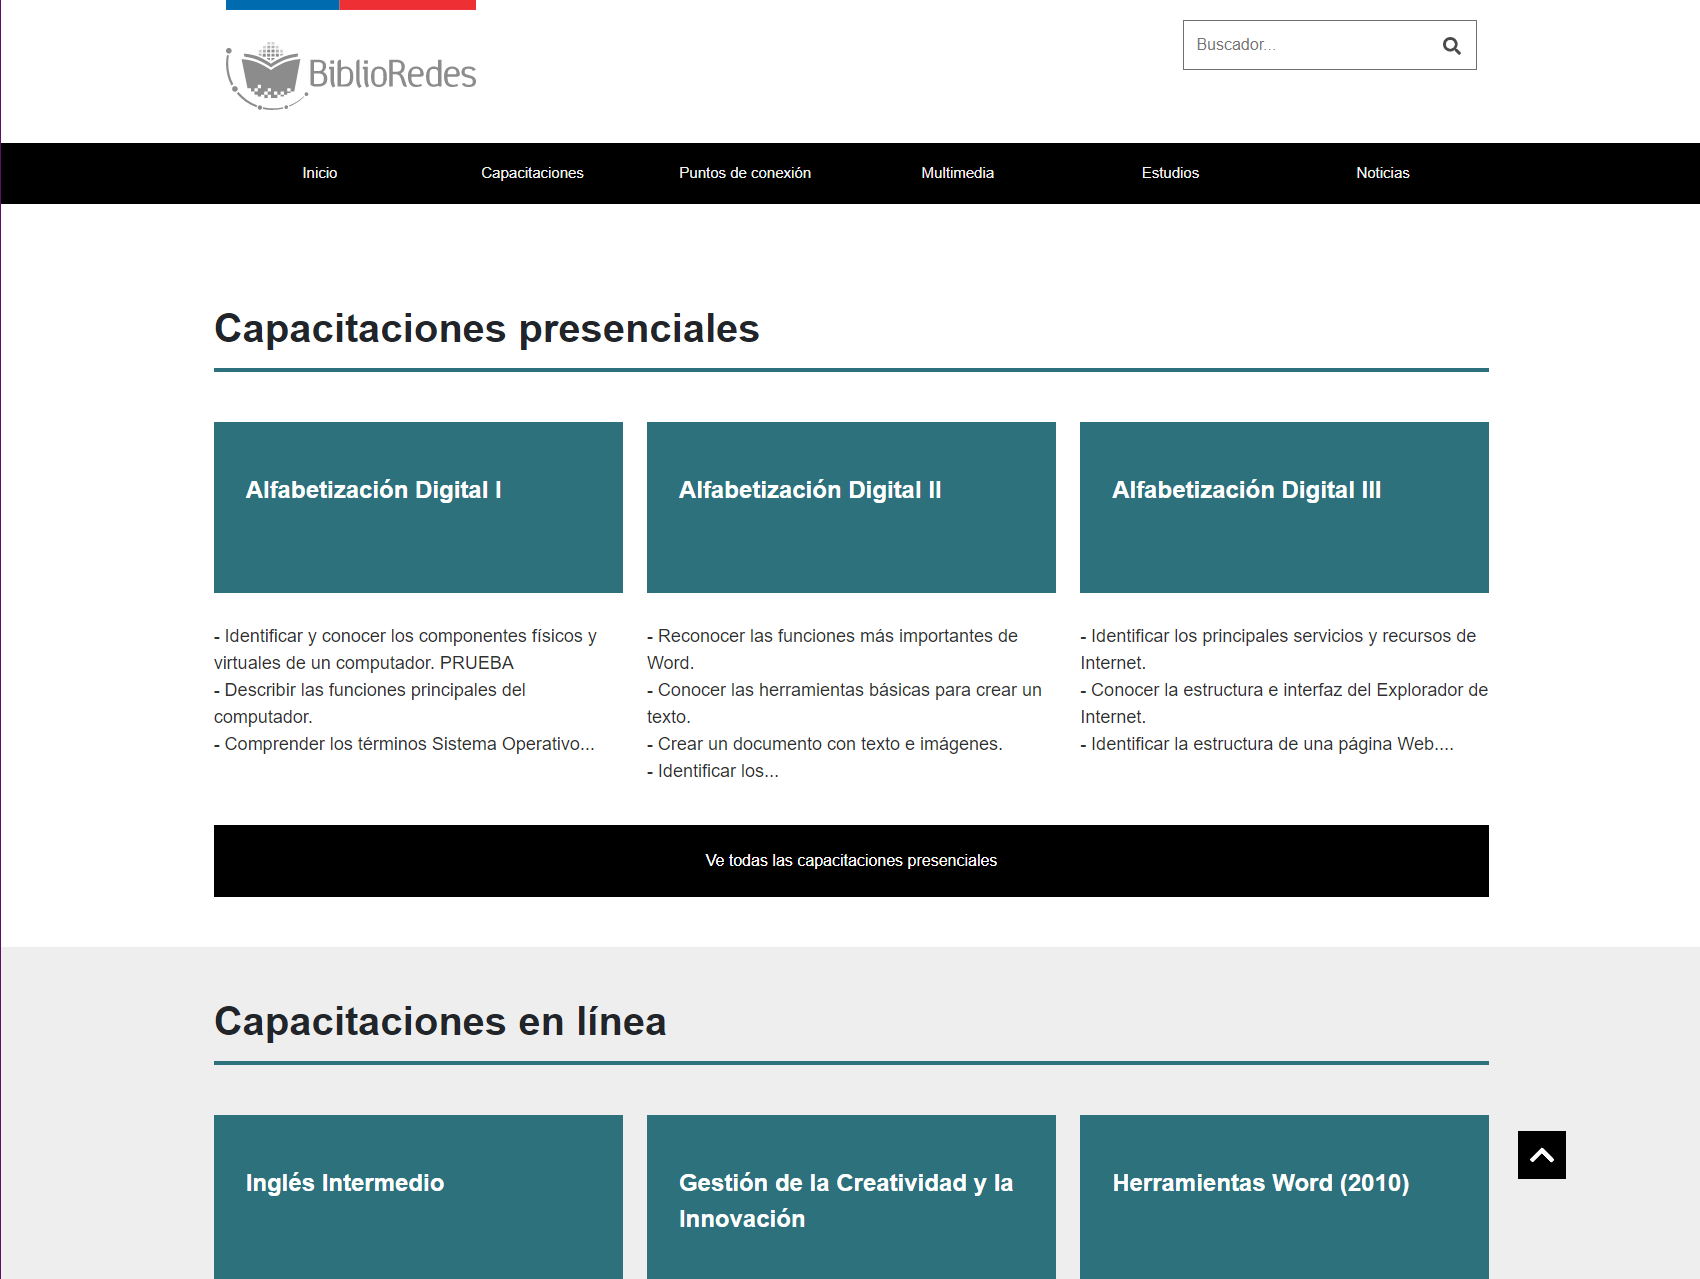 BiblioRedes
Buscador...
Inicio
Capacitaciones
Puntos de conexión
Multimedia
Estudios
Noticias
Capacitaciones presenciales
Alfabetización Digital I
- Identificar y conocer los componentes físicos y
virtuales de un computador. PRUEBA
- Describir las funciones principales del
computador.
- Comprender los términos Sistema Operativo...
Alfabetización Digital II
- Reconocer las funciones más importantes de
Word.
- Conocer las herramientas básicas para crear un
texto.
- Crear un documento con texto e imágenes.
- Identificar los...
Alfabetización Digital III
- Identificar los principales servicios y recursos de
Internet.
- Conocer la estructura e interfaz del Explorador de
Internet.
- Identificar la estructura de una página Web....
Ve todas las capacitaciones presenciales
Capacitaciones en línea
Inglés Intermedio
Gestión de la Creatividad y la
Innovación
Herramientas Word (2010)